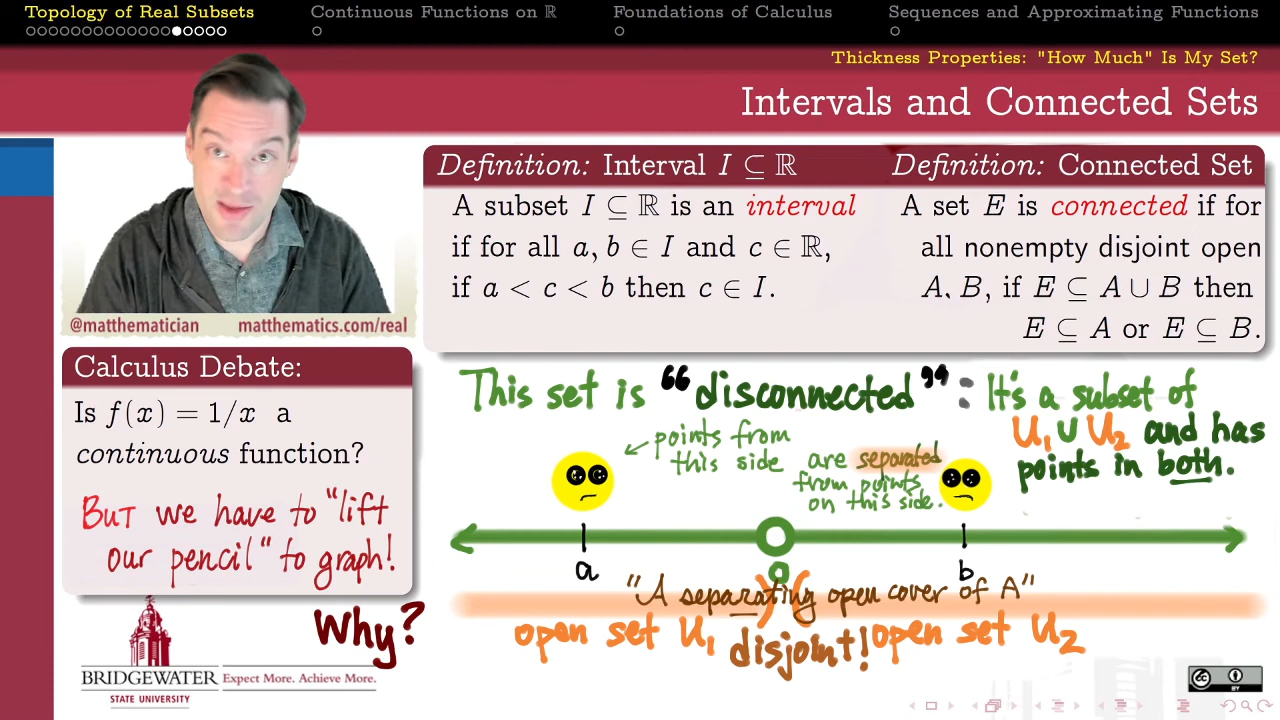 Topology of Real Subsets
Continuous Functions on ℝ
Foundations of Calculus
Sequences and Approximating Functions
Thickness Properties: "How Much" Is My Set?
Intervals and Connected Sets
@matthematician
matthematics.com/real
Definition: Interval I ⊆ ℝ
A subset I ⊆ ℝ is an interval
if for all a, b ∈ I and c ∈ ℝ,
if a < c < b then c ∈ I.
Definition: Connected Set
A set E is connected if for
all nonempty disjoint open
A, B, if E ⊆ A ∪ B then
E ⊆ A or E ⊆ B.
Calculus Debate:
Is f(x) = 1/x a
continuous function?
BUT we have to "lift
our pencil" to graph!
Why?
This set is "disconnected": It's a subset of
U₁ ∪ U₂ and has
points in both.
points from
this side
are separated
from points
on this side.
a
0
b
"A separating open cover of A"
open set U₁
disjoint!
open set U₂
BRIDGEWATER
STATE UNIVERSITY
Expect More. Achieve More.
cc
BY